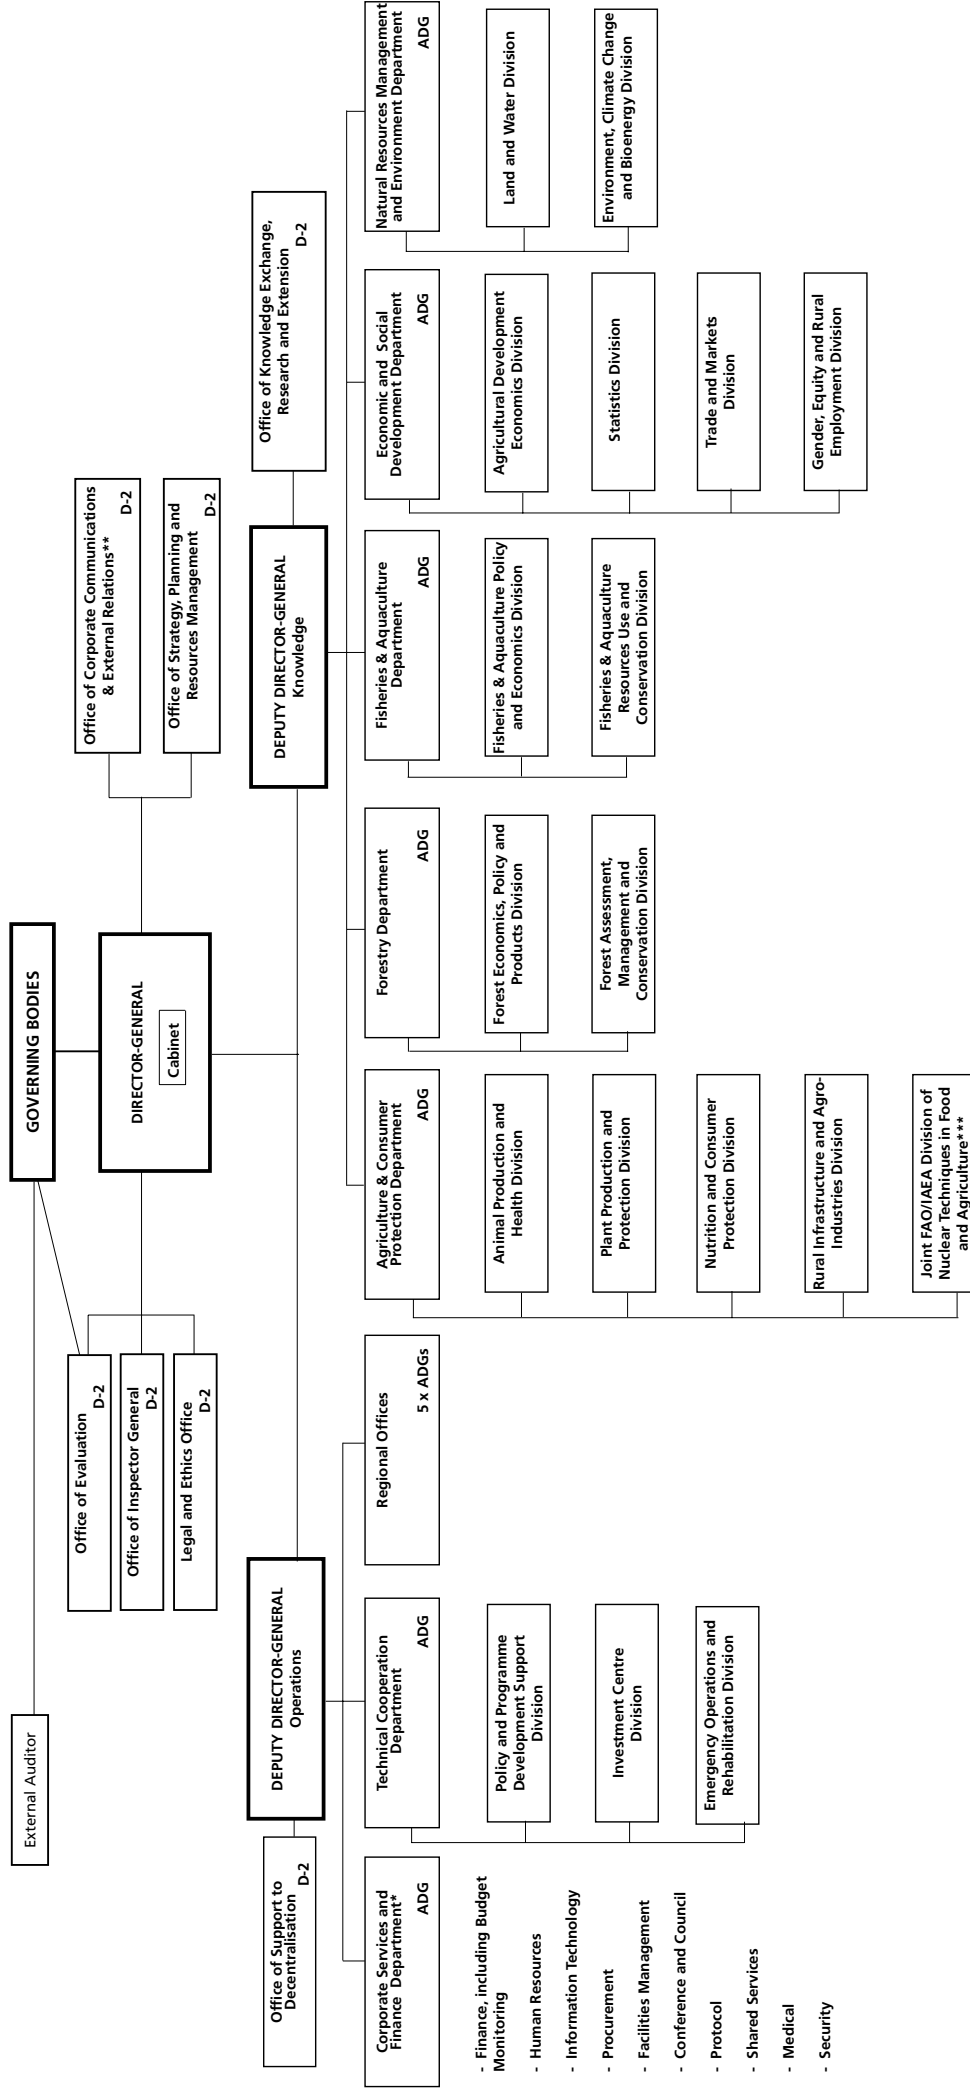 GOVERNING BODIES
External Auditor
DIRECTOR-GENERAL
Cabinet
Office of Evaluation
D-2
Office of Inspector General
D-2
Legal and Ethics Office
D-2
Office of Corporate Communications
& External Relations**
D-2
Office of Strategy, Planning and
Resources Management
D-2
DEPUTY DIRECTOR-GENERAL
Operations
Office of Support to
Decentralisation
D-2
DEPUTY DIRECTOR-GENERAL
Knowledge
Office of Knowledge Exchange,
Research and Extension
D-2
Corporate Services and
Finance Department*
ADG
- Finance, including Budget
Monitoring
- Human Resources
- Information Technology
- Procurement
- Facilities Management
- Conference and Council
- Protocol
- Shared Services
- Medical
- Security
Technical Cooperation
Department
ADG
Policy and Programme
Development Support
Division
Investment Centre
Division
Emergency Operations and
Rehabilitation Division
Regional Offices
5 x ADGs
Agriculture & Consumer
Protection Department
ADG
Animal Production and
Health Division
Plant Production and
Protection Division
Nutrition and Consumer
Protection Division
Rural Infrastructure and Agro-
Industries Division
Joint FAO/IAEA Division of
Nuclear Techniques in Food
and Agriculture***
Forestry Department
ADG
Forest Economics, Policy and
Products Division
Forest Assessment,
Management and
Conservation Division
Fisheries & Aquaculture
Department
ADG
Fisheries & Aquaculture Policy
and Economics Division
Fisheries & Aquaculture
Resources Use and
Conservation Division
Economic and Social
Development Department
ADG
Agricultural Development
Economics Division
Statistics Division
Trade and Markets
Division
Gender, Equity and Rural
Employment Division
Natural Resources Management
and Environment Department
ADG
Land and Water Division
Environment, Climate Change
and Bioenergy Division